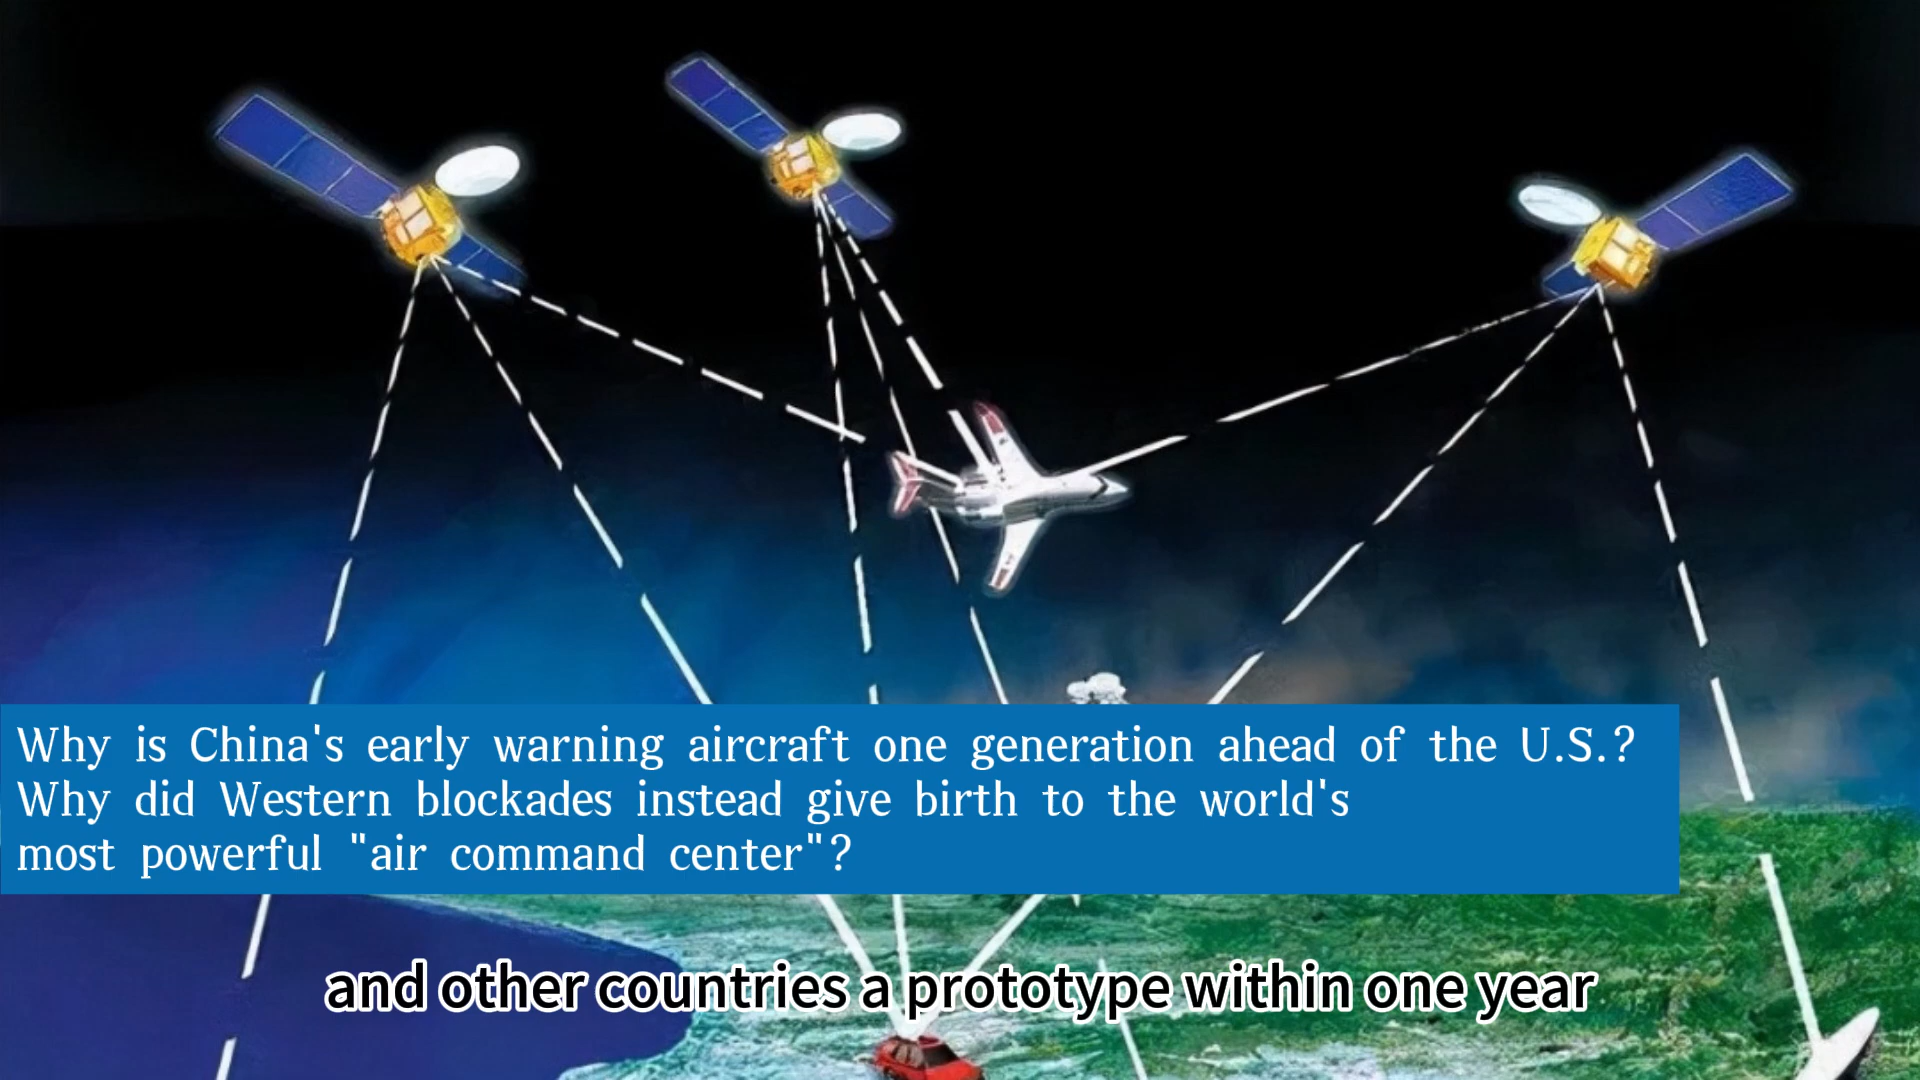 Why is China's early warning aircraft one generation ahead of the U.S.?
Why did Western blockades instead give birth to the world's
most powerful "air command center"?
and other countries a prototype within one year